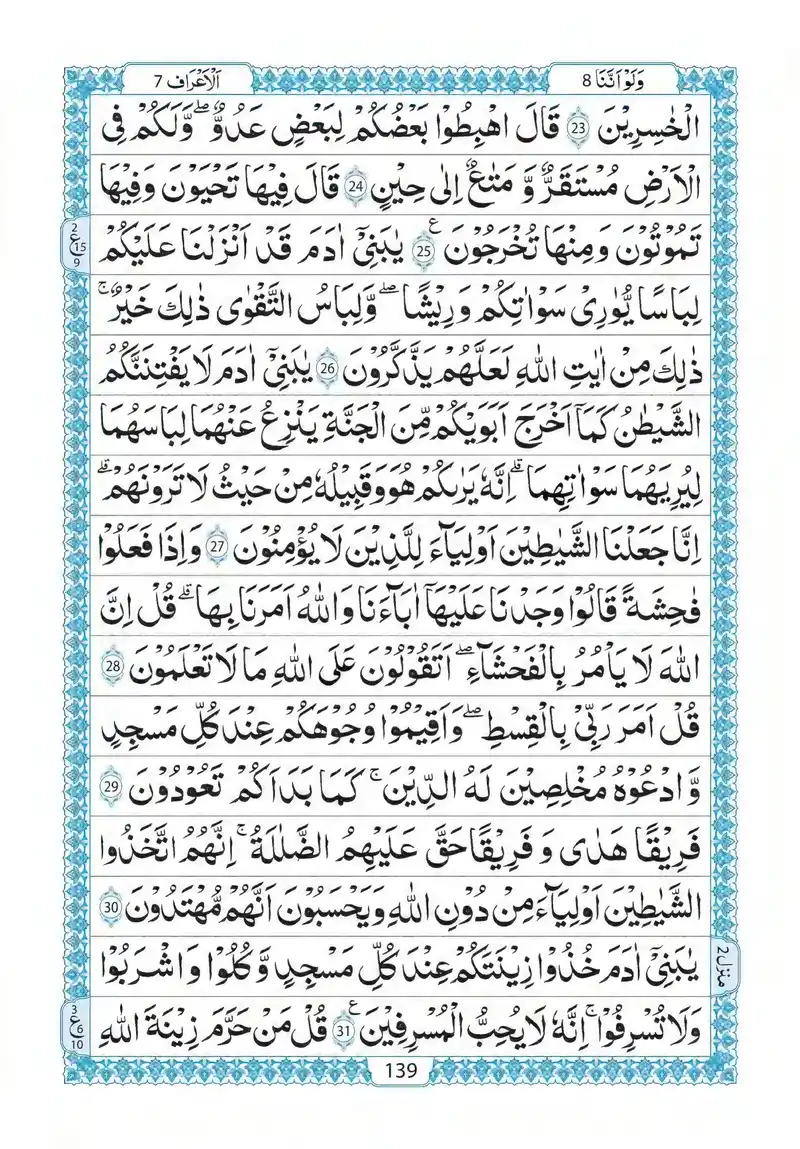 وَلَوْ اَنَّنَا 8
اَلْاَعْرَاف 7
الْخٰسِرِيْنَ 23 قَالَ اهْبِطُوْا بَعْضُكُمْ لِبَعْضٍ عَدُوٌّ ۖ وَّلَكُمْ فِى
الْاَرْضِ مُسْتَقَرٌّ وَّ مَتَاعٌ اِلٰى حِيْنٍ 24 قَالَ فِيْهَا تَحْيَوْنَ وَفِيْهَا
تَمُوْتُوْنَ وَمِنْهَا تُخْرَجُوْنَ ع 25 يٰبَنِىْۤ اٰدَمَ قَدْ اَنْزَلْنَا عَلَيْكُمْ
2 ع 15 9
لِبَاسًا يُّوَارِىْ سَوْاٰتِكُمْ وَرِيْشًا ۖ وَّلِبَاسُ التَّقْوٰى ذٰلِكَ خَيْرٌ ۚ
ذٰلِكَ مِنْ اٰيٰتِ اللّٰهِ لَعَلَّهُمْ يَذَّكَّرُوْنَ 26 يٰبَنِىْۤ اٰدَمَ لَا يَفْتِنَنَّكُمُ
الشَّيْطٰنُ كَمَاۤ اَخْرَجَ اَبَوَيْكُمْ مِّنَ الْجَنَّةِ يَنْزِعُ عَنْهُمَا لِبَاسَهُمَا
لِيُرِيَهُمَا سَوْاٰتِهِمَا ۗ اِنَّهٗ يَرٰىكُمْ هُوَ وَقَبِيْلُهٗ مِنْ حَيْثُ لَا تَرَوْنَهُمْ ۗ
اِنَّا جَعَلْنَا الشَّيٰطِيْنَ اَوْلِيَآءَ لِلَّذِيْنَ لَا يُؤْمِنُوْنَ 27 وَاِذَا فَعَلُوْا
فٰحِشَةً قَالُوْا وَجَدْنَا عَلَيْهَاۤ اٰبَآءَنَا وَاللّٰهُ اَمَرَنَا بِهَا ۗ قُلْ اِنَّ
اللّٰهَ لَا يَاْمُرُ بِالْفَحْشَآءِ ۖ اَتَقُوْلُوْنَ عَلَى اللّٰهِ مَا لَا تَعْلَمُوْنَ 28
قُلْ اَمَرَ رَبِّىْ بِالْقِسْطِ ۖ وَاَقِيْمُوْا وُجُوْهَكُمْ عِنْدَ كُلِّ مَسْجِدٍ
وَّ ادْعُوْهُ مُخْلِصِيْنَ لَهُ الدِّيْنَ ۚ كَمَا بَدَاَكُمْ تَعُوْدُوْنَ 29
فَرِيْقًا هَدٰى وَ فَرِيْقًا حَقَّ عَلَيْهِمُ الضَّلٰلَةُ ۚ اِنَّهُمُ اتَّخَذُوا
الشَّيٰطِيْنَ اَوْلِيَآءَ مِنْ دُوْنِ اللّٰهِ وَيَحْسَبُوْنَ اَنَّهُمْ مُّهْتَدُوْنَ 30
يٰبَنِىْۤ اٰدَمَ خُذُوْا زِيْنَتَكُمْ عِنْدَ كُلِّ مَسْجِدٍ وَّكُلُوْا وَاشْرَبُوْا
منزل 2
وَلَا تُسْرِفُوْا ۚ اِنَّهٗ لَا يُحِبُّ الْمُسْرِفِيْنَ ع 31 قُلْ مَنْ حَرَّمَ زِيْنَةَ اللّٰهِ
3 ع 6 10
139